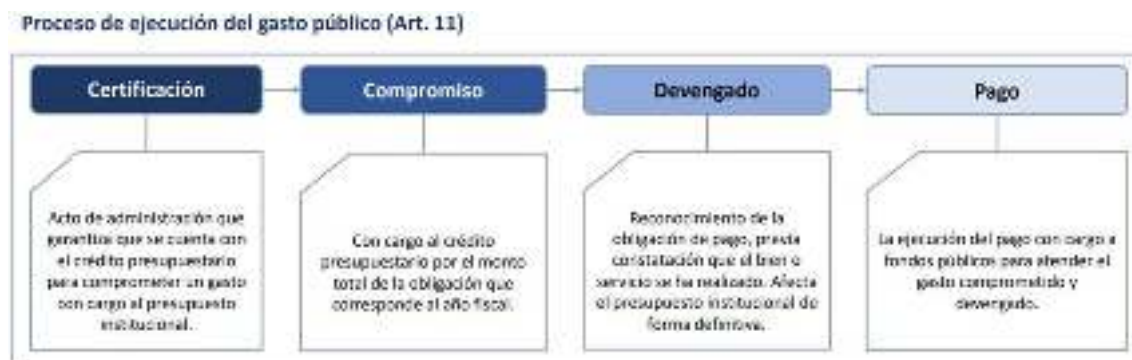 Proceso de ejecución del gasto público (Art. 11)
Certificación
Compromiso
Devengado
Pago
Acto de administración que
garantiza que se cuenta con
el crédito presupuestario
para comprometer un gasto
con cargo al presupuesto
institucional.
Con cargo al crédito
presupuestario por el monto
total de la obligación que
corresponde al año fiscal.
Reconocimiento de la
obligación de pago, previa
constatación que el bien o
servicio se ha realizado. Afecta
el presupuesto institucional de
forma definitiva.
La ejecución del pago con cargo a
fondos públicos para atender el
gasto comprometido y
devengado.